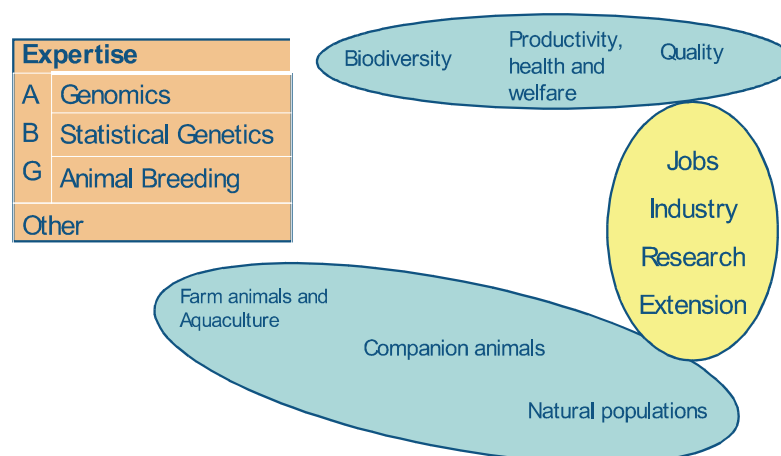 Expertise
A Genomics
B Statistical Genetics
G Animal Breeding
Other
Biodiversity
Productivity,
health and
welfare
Quality
Jobs
Industry
Research
Extension
Farm animals and
Aquaculture
Companion animals
Natural populations